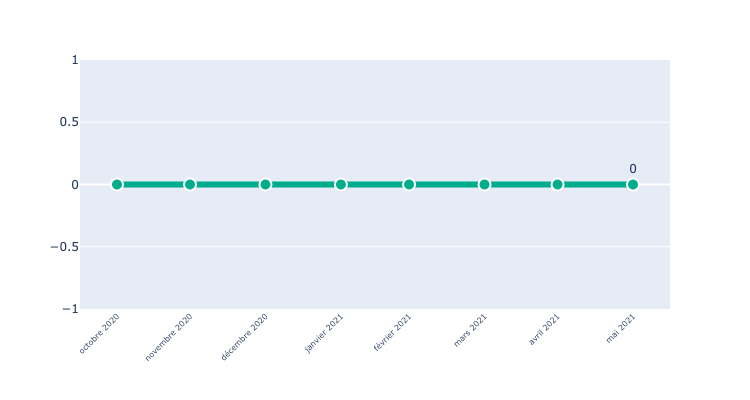 1
0.5
0
0
−0.5
−1
octobre 2020
novembre 2020
décembre 2020
janvier 2021
février 2021
mars 2021
avril 2021
mai 2021